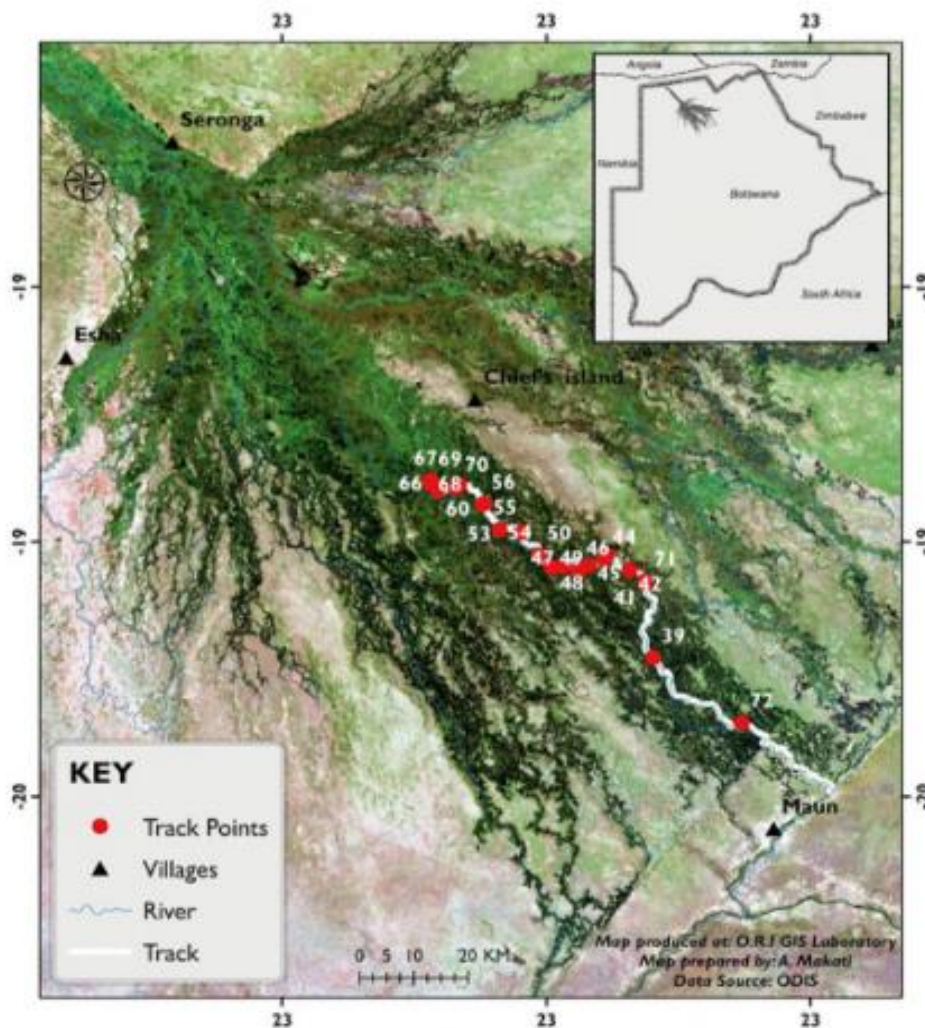 23 23 23
Angola Zambia
Zimbabwe
Namibia
Botswana
South Africa
Seronga
-19 -19
Esha
Chief's island
67 69 70
66 68 56
60 55
53 54 50
44
47 49 46
48 45 71
41 42
-19 -19
39
72
KEY
Track Points
Villages
River
Track
-20 -20
Maun
0 5 10 20 KM
Map produced at: O.R.I GIS Laboratory
Map prepared by: A. Makati
Data Source: ODIS
23 23 23